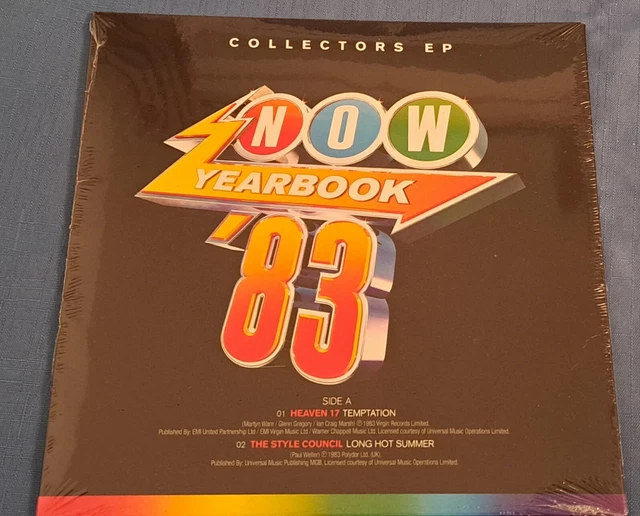 COLLECTORS EP
NOW
YEARBOOK
'83
SIDE A
01 HEAVEN 17 TEMPTATION
(Martyn Ware / Glenn Gregory / Ian Craig Marsh) ℗ 1983 Virgin Records Limited.
Published By: EMI United Partnership Ltd / EMI Virgin Music Ltd / Warner Chappell Music Ltd. Licensed courtesy of Universal Music Operations Limited.
02 THE STYLE COUNCIL LONG HOT SUMMER
(Paul Weller) ℗ 1983 Polydor Ltd. (UK)
Published By: Universal Music Publishing MGB. Licensed courtesy of Universal Music Operations Limited.